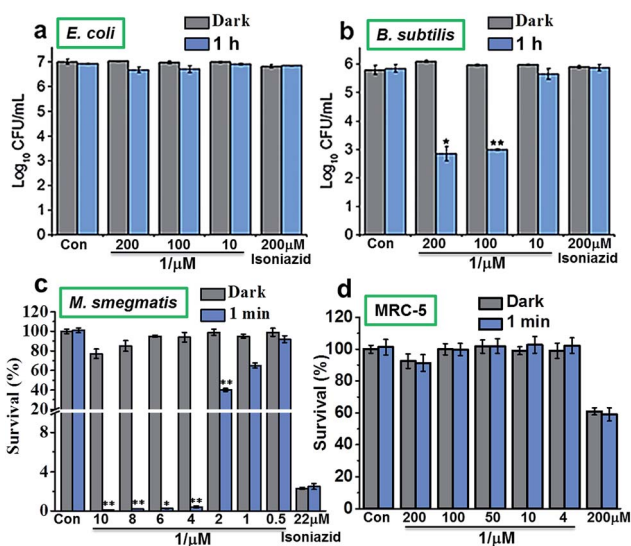 a
E. coli
Dark
1 h
Log10 CFU/mL
8
7
6
5
4
3
2
1
0
Con
200
100
10
200μM
1/μM
Isoniazid
b
B. subtilis
Dark
1 h
Log10 CFU/mL
7
6
5
4
3
2
1
0
*
**
Con
200
100
10
200μM
1/μM
Isoniazid
c
M. smegmatis
Dark
1 min
Survival (%)
120
100
80
60
40
20
4
2
0
**
**
*
**
**
Con
10
8
6
4
2
1
0.5
22μM
1/μM
Isoniazid
d
MRC-5
Dark
1 min
Survival (%)
120
100
80
60
40
20
0
Con
200
100
50
10
4
200μM
1/μM